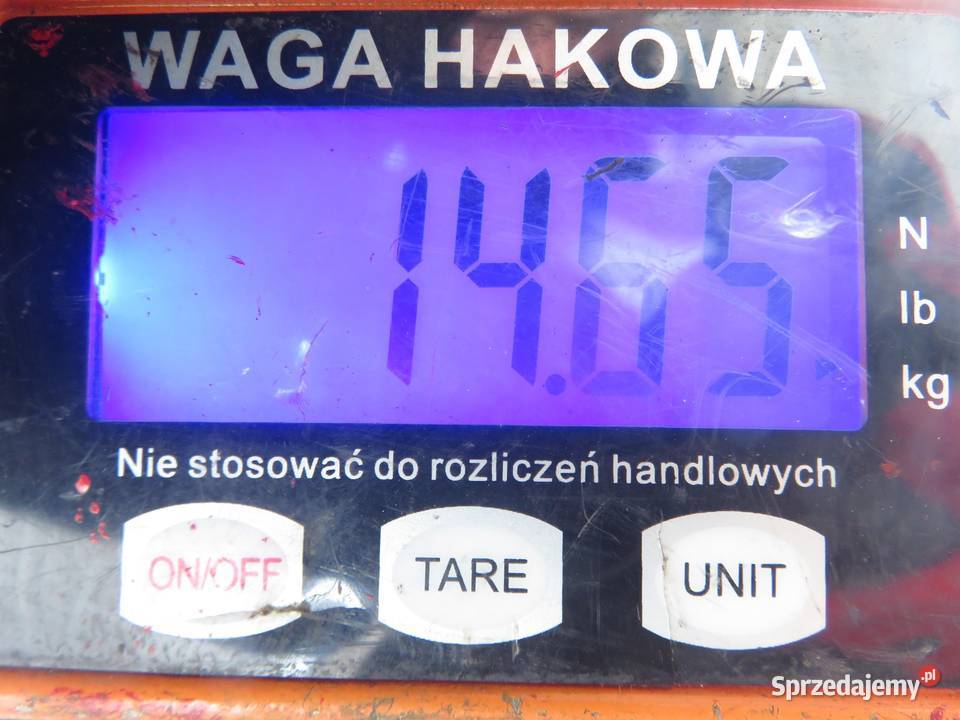 WAGA HAKOWA
14.65
N
lb
kg
Nie stosować do rozliczeń handlowych
ON/OFF TARE UNIT
Sprzedajemy.pl